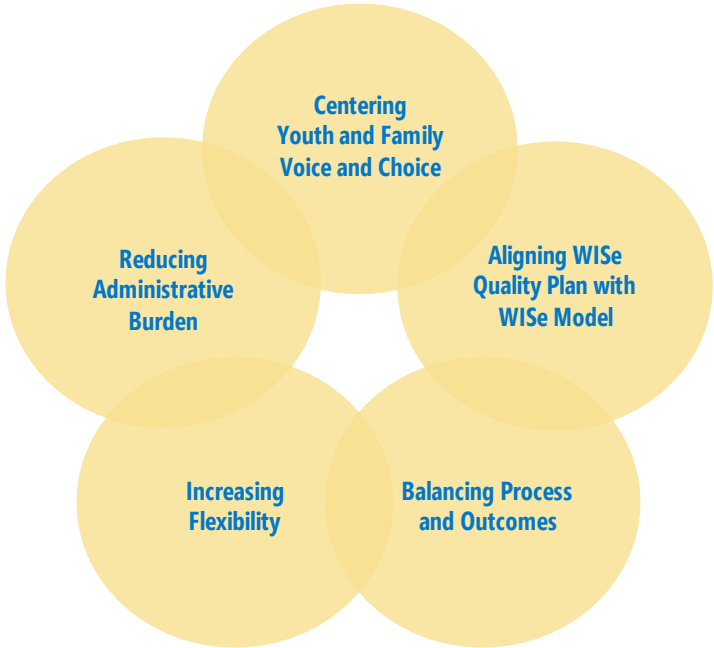 Centering
Youth and Family
Voice and Choice
Aligning WISe
Quality Plan with
WISe Model
Balancing Process
and Outcomes
Increasing
Flexibility
Reducing
Administrative
Burden